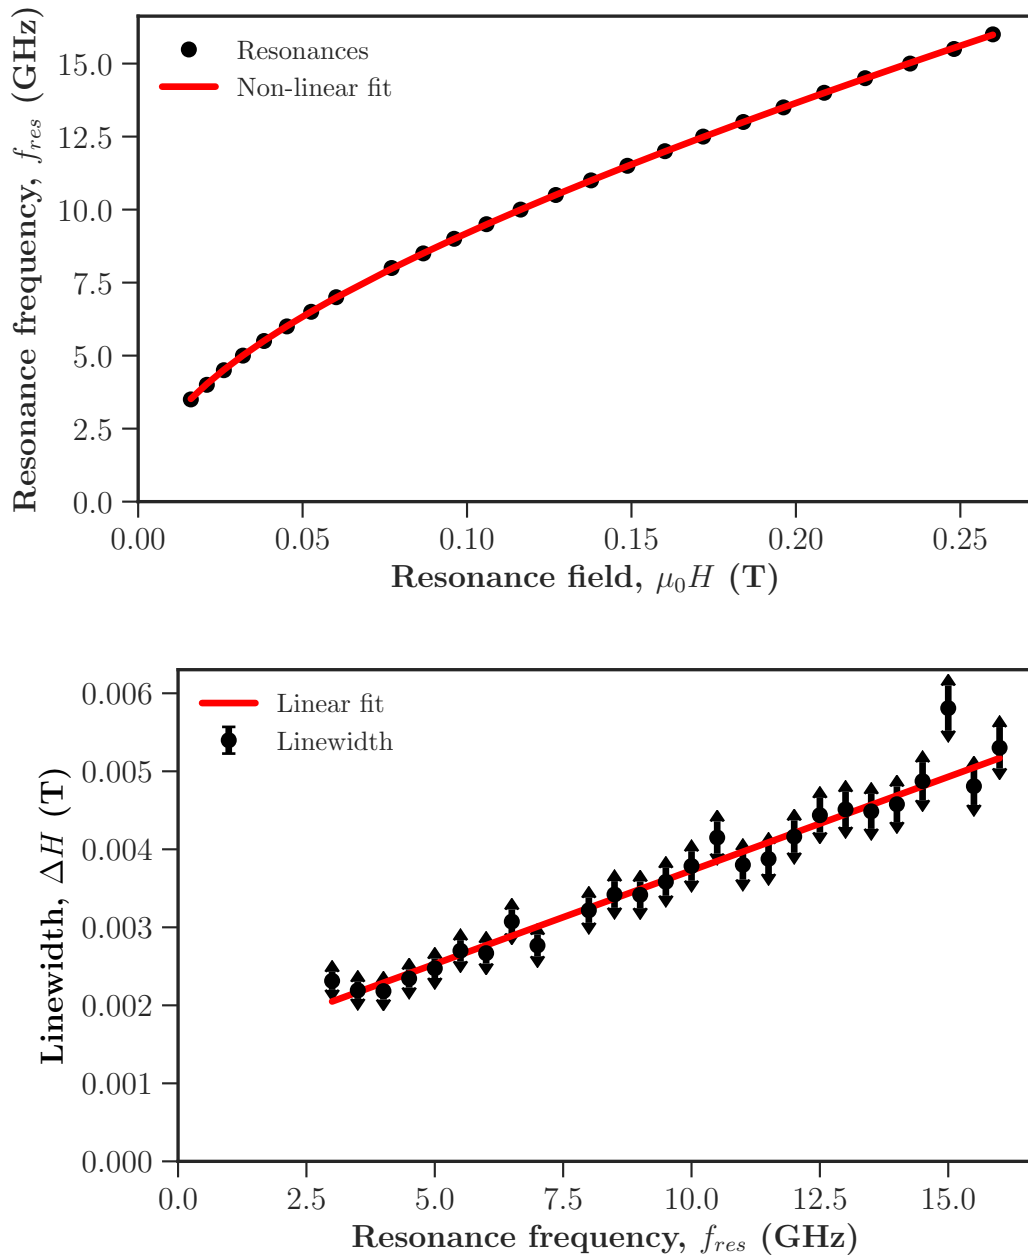 Resonance frequency, f_res (GHz)
15.0
12.5
10.0
7.5
5.0
2.5
0.0
Resonances
Non-linear fit
0.00 0.05 0.10 0.15 0.20 0.25
Resonance field, μ₀H (T)
Linewidth, ΔH (T)
0.006
0.005
0.004
0.003
0.002
0.001
0.000
Linear fit
Linewidth
0.0 2.5 5.0 7.5 10.0 12.5 15.0
Resonance frequency, f_res (GHz)